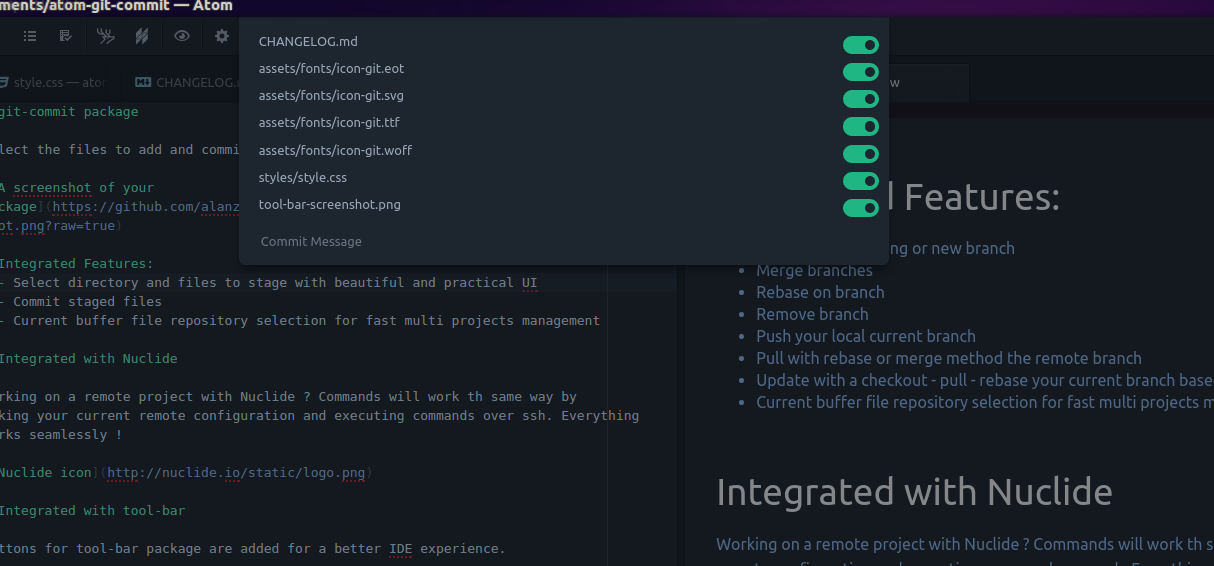 ments/atom-git-commit — Atom
style.css — ator
CHANGELOG.
w
CHANGELOG.md
assets/fonts/icon-git.eot
assets/fonts/icon-git.svg
assets/fonts/icon-git.ttf
assets/fonts/icon-git.woff
styles/style.css
tool-bar-screenshot.png
Commit Message
git-commit package
lect the files to add and commi
A screenshot of your
ckage](https://github.com/alanz
ot.png?raw=true)
Integrated Features:
- Select directory and files to stage with beautiful and practical UI
- Commit staged files
- Current buffer file repository selection for fast multi projects management
Integrated with Nuclide
rking on a remote project with Nuclide ? Commands will work th same way by
king your current remote configuration and executing commands over ssh. Everything
rks seamlessly !
Nuclide icon](http://nuclide.io/static/logo.png)
Integrated with tool-bar
ttons for tool-bar package are added for a better IDE experience.
d Features:
ng or new branch
Merge branches
Rebase on branch
Remove branch
Push your local current branch
Pull with rebase or merge method the remote branch
Update with a checkout - pull - rebase your current branch base
Current buffer file repository selection for fast multi projects m
Integrated with Nuclide
Working on a remote project with Nuclide ? Commands will work th s